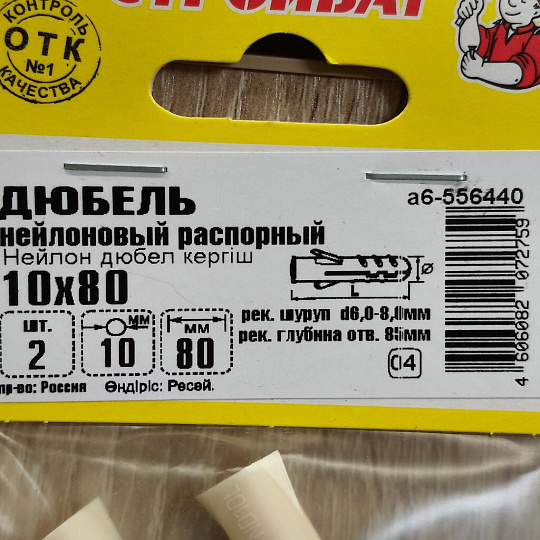 КОНТРОЛЬ
ОТК
№1
КАЧЕСТВА
СТРОЙБАТ
ДЮБЕЛЬ
а6-556440
нейлоновый распорный
Нейлон дюбел кергіш
10х80
L
ø
рек. шуруп d6,0-8,0мм
рек. глубина отв. 85мм
шт.
2
мм
10
мм
80
04
пр-во: Россия Өндіріс: Ресей.
4 606082 072759